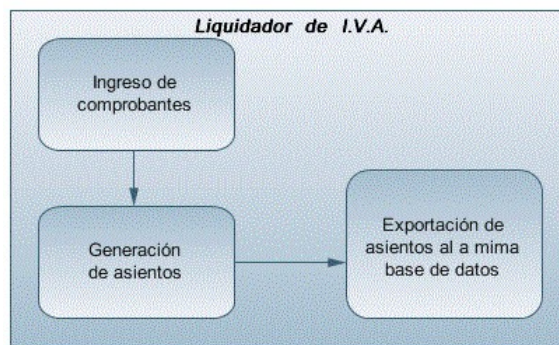 Liquidador de I.V.A.
Ingreso de
comprobantes
Generación
de asientos
Exportación de
asientos al a mima
base de datos